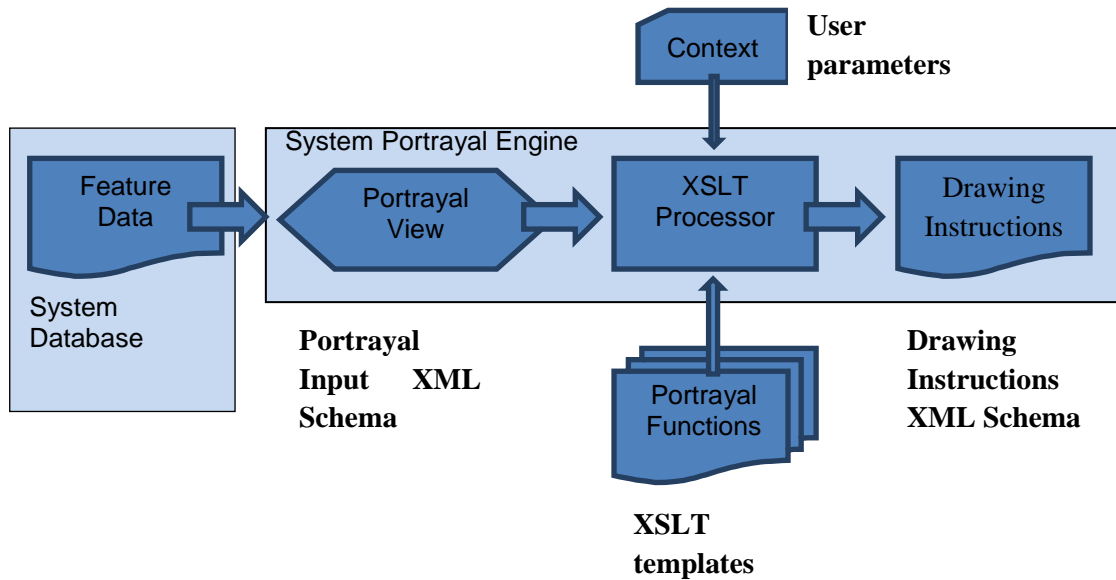 Context
User
parameters
System Portrayal Engine
Feature
Data
Portrayal
View
XSLT
Processor
Drawing
Instructions
System
Database
Portrayal
Input XML
Schema
Portrayal
Functions
Drawing
Instructions
XML Schema
XSLT
templates